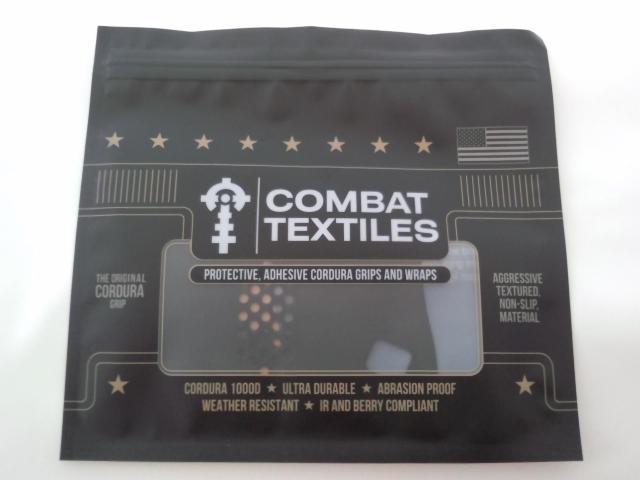 COMBAT
TEXTILES
PROTECTIVE, ADHESIVE CORDURA GRIPS AND WRAPS
THE ORIGINAL
CORDURA
GRIP
AGGRESSIVE
TEXTURED,
NON-SLIP,
MATERIAL
CORDURA 1000D ★ ULTRA DURABLE ★ ABRASION PROOF
WEATHER RESISTANT ★ IR AND BERRY COMPLIANT